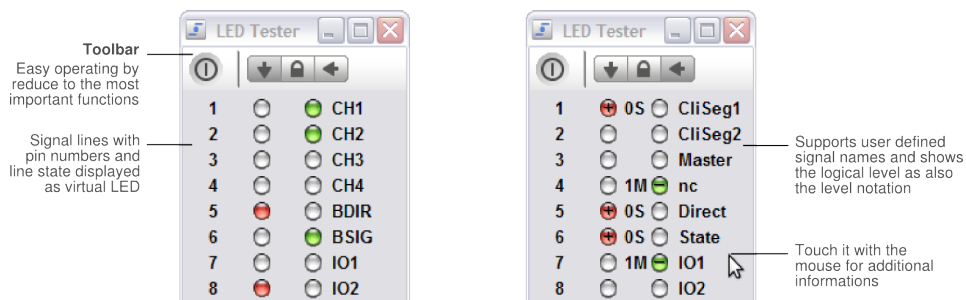 LED Tester
Toolbar
Easy operating by
reduce to the most
important functions
Signal lines with
pin numbers and
line state displayed
as virtual LED
1 CH1
2 CH2
3 CH3
4 CH4
5 BDIR
6 BSIG
7 IO1
8 IO2
LED Tester
1 0S CliSeg1
2 CliSeg2
3 Master
4 1M nc
5 0S Direct
6 0S State
7 1M IO1
8 IO2
Supports user defined
signal names and shows
the logical level as also
the level notation
Touch it with the
mouse for additional
informations